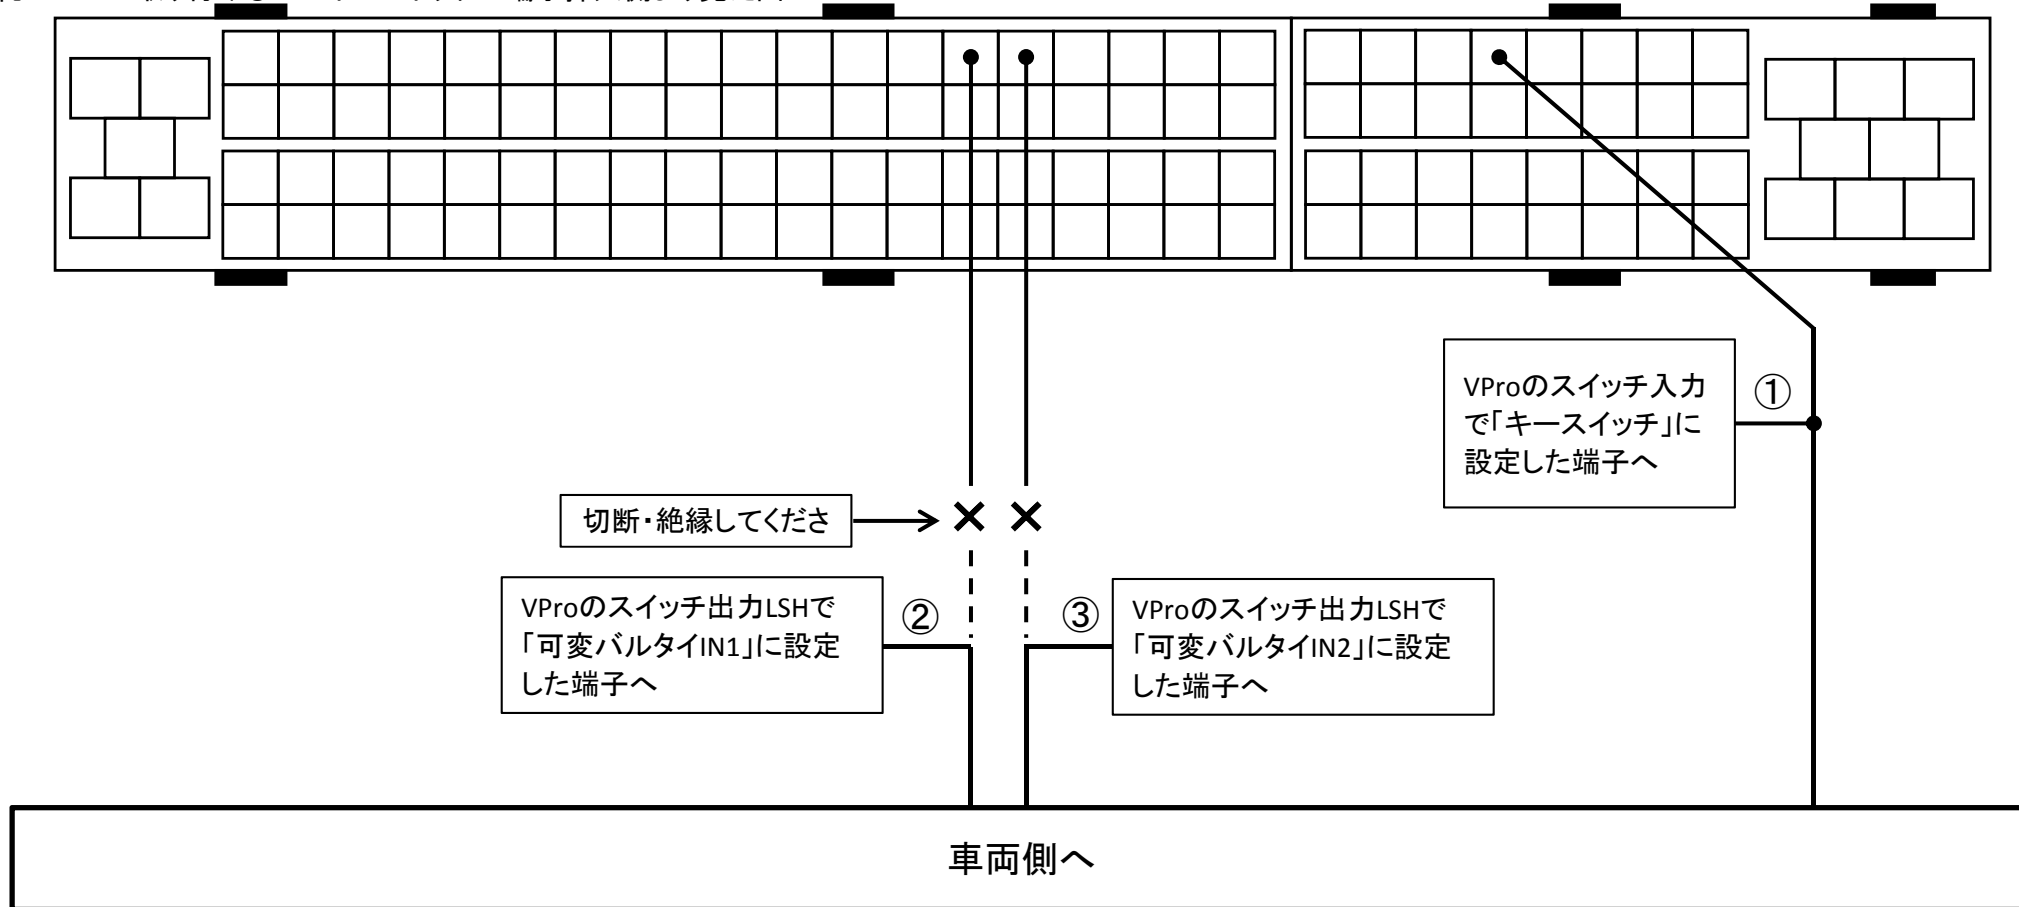 VProのスイッチ入力
で「キースイッチ」に
設定した端子へ
①
切断・絶縁してくださ
VProのスイッチ出力LSHで
「可変バルタイIN1」に設定
した端子へ
②
③
VProのスイッチ出力LSHで
「可変バルタイIN2」に設定
した端子へ
車両側へ